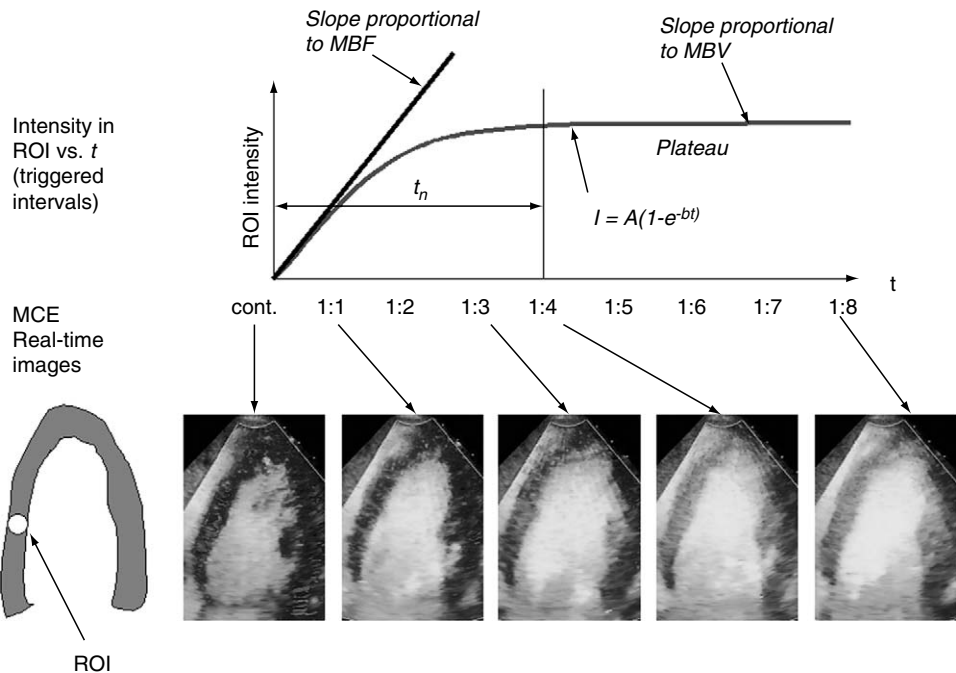 Slope proportional
to MBF
Slope proportional
to MBV
Intensity in
ROI vs. t
(triggered
intervals)
ROI intensity
t_n
Plateau
I = A(1-e^-bt)
t
cont. 1:1 1:2 1:3 1:4 1:5 1:6 1:7 1:8
MCE
Real-time
images
ROI